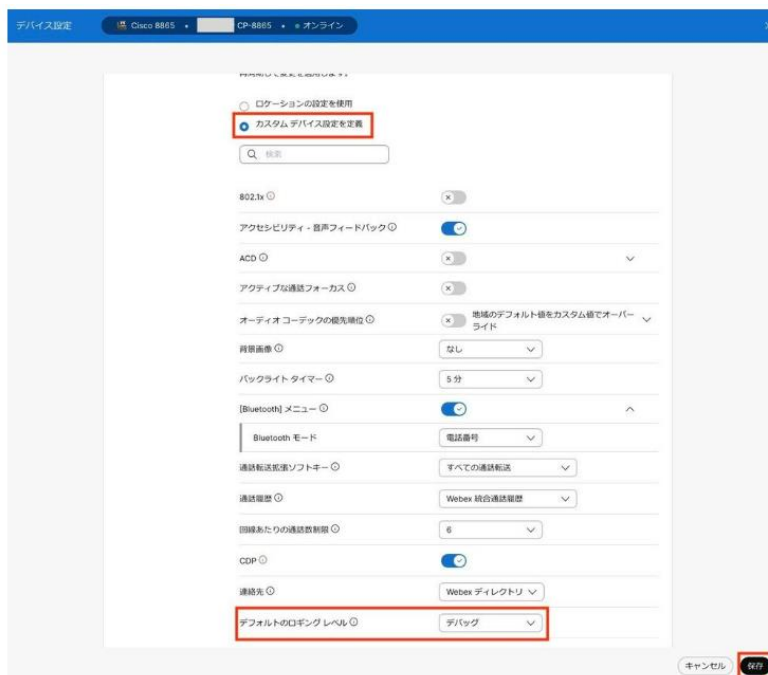 デバイス設定
Cisco 8865 • CP-8865 • ● オンライン
ロケーションの設定を使用
カスタム デバイス設定を定義
検索
802.1x
アクセシビリティ - 音声フィードバック
ACD
アクティブな通話フォーカス
オーディオ コーデックの優先順位 地域のデフォルト値をカスタム値でオーバー
ライド
背景画像 なし
バックライト タイマー 5 分
[Bluetooth] メニュー
Bluetooth モード 電話番号
通話転送拡張ソフトキー すべての通話転送
通話履歴 Webex 統合通話履歴
回線あたりの通話数制限 6
CDP
連絡先 Webex ディレクトリ
デフォルトのロギング レベル デバッグ
キャンセル 保存